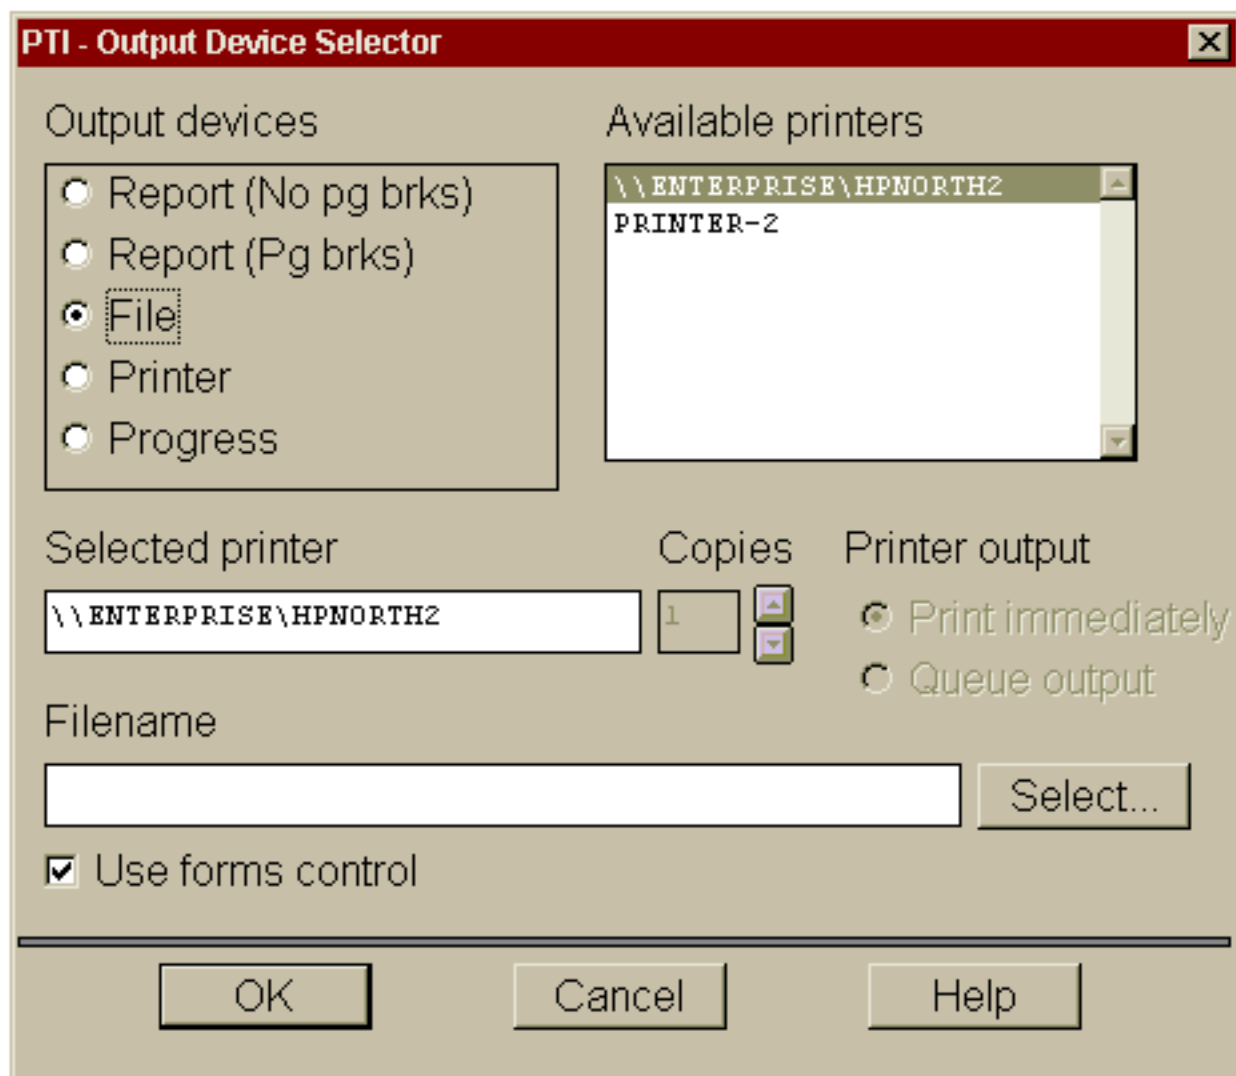 PTI - Output Device Selector
Output devices
Available printers
Report (No pg brks)
Report (Pg brks)
File
Printer
Progress
\\ENTERPRISE\HPNORTH2
PRINTER-2
Selected printer
Copies
Printer output
\\ENTERPRISE\HPNORTH2
1
Print immediately
Queue output
Filename
Select...
Use forms control
OK
Cancel
Help